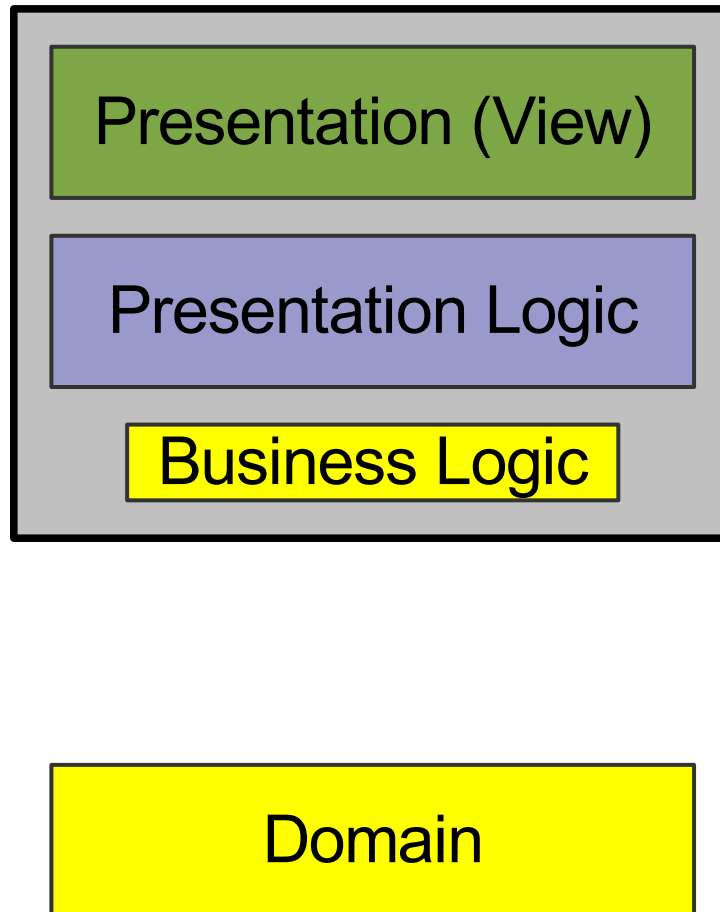 Presentation (View)
Presentation Logic
Business Logic
Domain